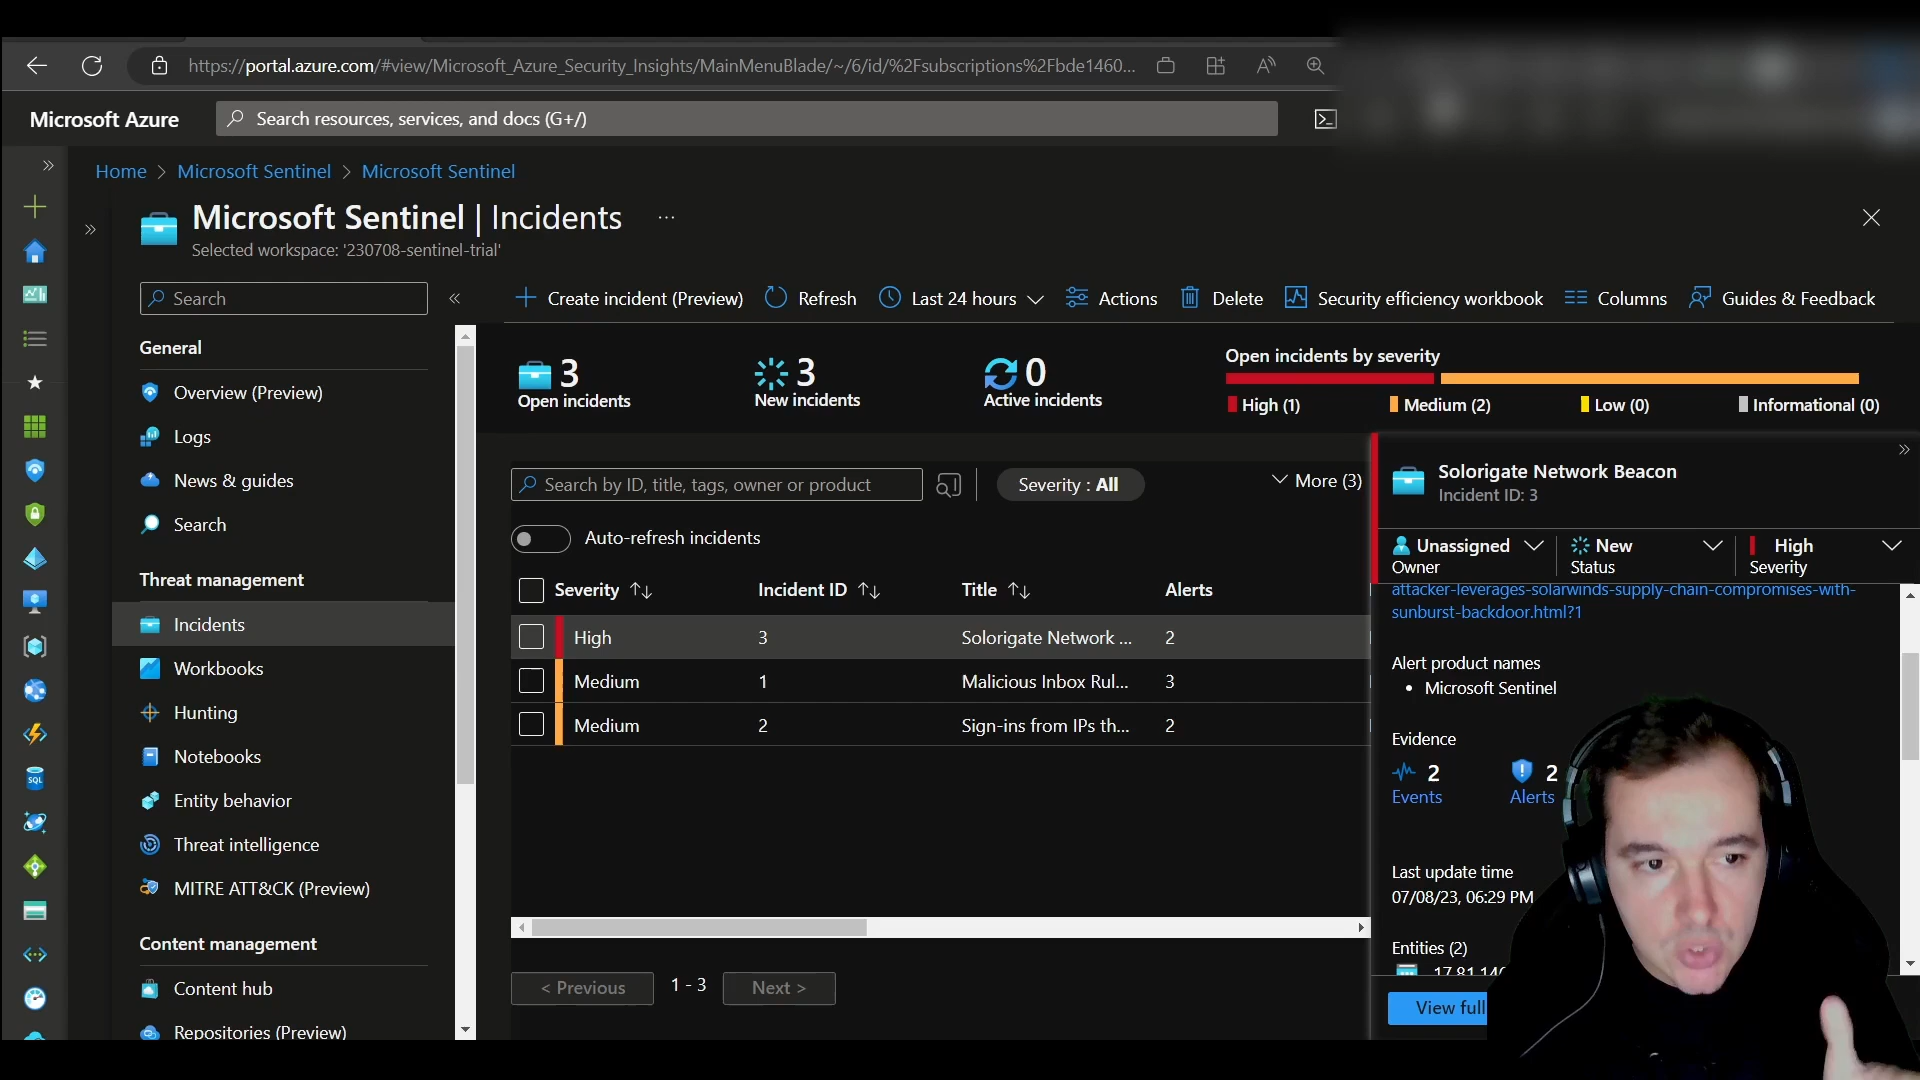 https://portal.azure.com/#view/Microsoft_Azure_Security_Insights/MainMenuBlade/~/6/id/%2Fsubscriptions%2Fbde1460...
Microsoft Azure
Search resources, services, and docs (G+/)
Home > Microsoft Sentinel > Microsoft Sentinel
Microsoft Sentinel | Incidents ...
Selected workspace: '230708-sentinel-trial'
Search
General
Overview (Preview)
Logs
News & guides
Search
Threat management
Incidents
Workbooks
Hunting
Notebooks
Entity behavior
Threat intelligence
MITRE ATT&CK (Preview)
Content management
Content hub
Repositories (Preview)
Create incident (Preview) Refresh Last 24 hours Actions Delete Security efficiency workbook Columns Guides & Feedback
3
Open incidents
3
New incidents
0
Active incidents
Open incidents by severity
High (1) Medium (2) Low (0) Informational (0)
Search by ID, title, tags, owner or product
Severity : All
More (3)
Auto-refresh incidents
Severity Incident ID Title Alerts
High 3 Solorigate Network ... 2
Medium 1 Malicious Inbox Rul... 3
Medium 2 Sign-ins from IPs th... 2
< Previous 1 - 3 Next >
Solorigate Network Beacon
Incident ID: 3
Unassigned New High
Owner Status Severity
attacker-leverages-solarwinds-supply-chain-compromises-with-
sunburst-backdoor.html?1
Alert product names
• Microsoft Sentinel
Evidence
2 2
Events Alerts
Last update time
07/08/23, 06:29 PM
Entities (2)
View full